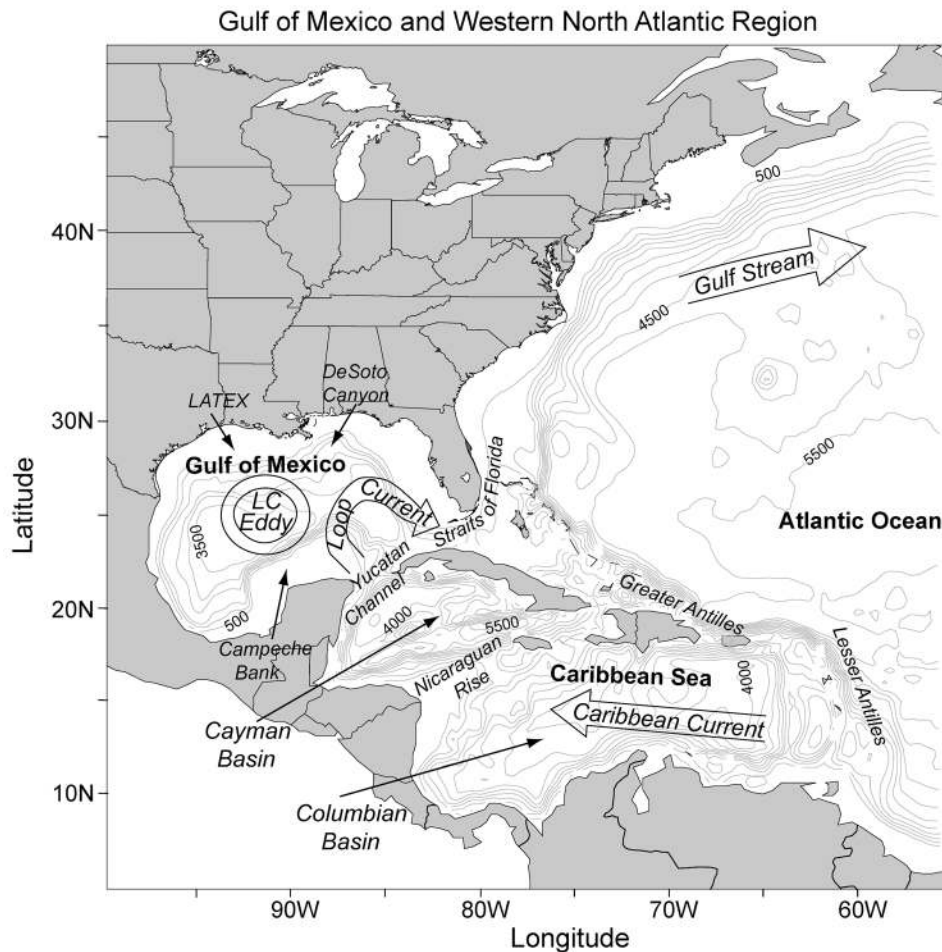 Gulf of Mexico and Western North Atlantic Region
500
40N
Gulf Stream
4500
DeSoto
Canyon
LATEX
30N
Gulf of Mexico
5500
LC
Eddy
Loop
Current
Straits of Florida
Atlantic Ocean
3500
Yucatan
Channel
Greater Antilles
20N
500
4000
5500
Campeche
Bank
Nicaraguan
Rise
Caribbean Sea
4000
Lesser Antilles
Caribbean Current
Cayman
Basin
10N
Columbian
Basin
90W
80W
70W
60W
Latitude
Longitude